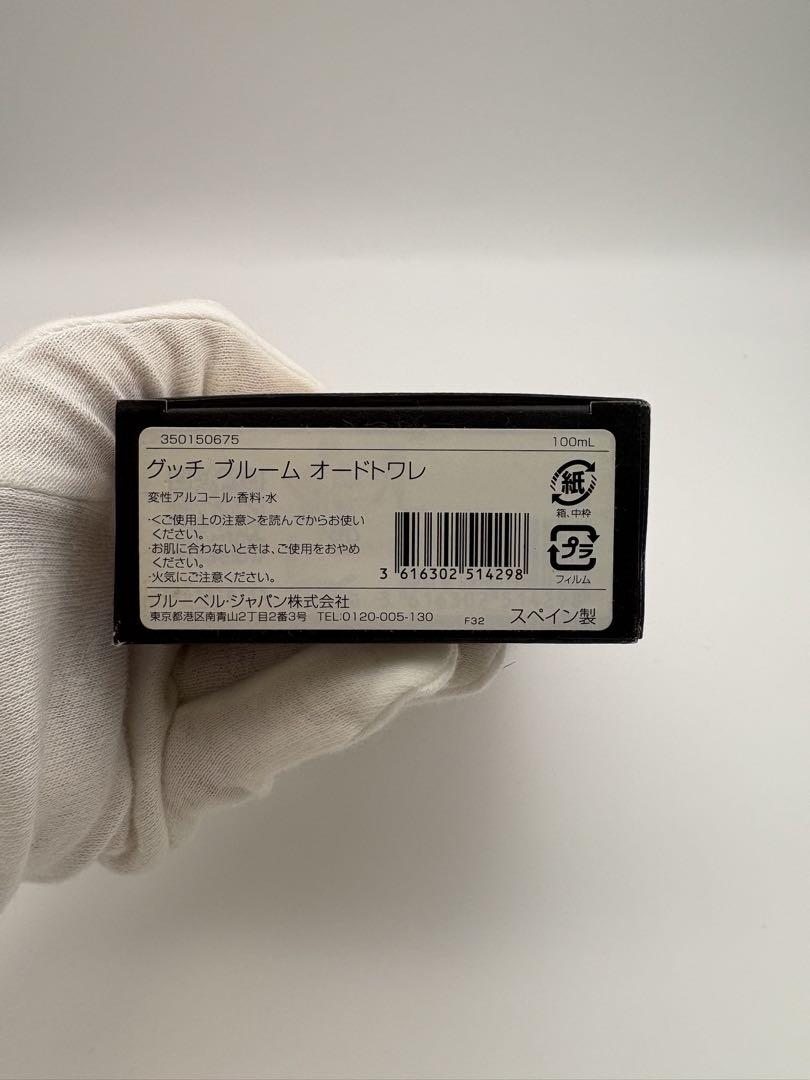 350150675 100mL
グッチ ブルーム オードトワレ
変性アルコール・香料・水
・<ご使用上の注意>を読んでからお使い
ください。
・お肌に合わないときは、ご使用をおやめ
ください。
・火気にご注意ください。
紙
箱、中枠
プラ
フィルム
3 616302 514298
ブルーベル・ジャパン株式会社
東京都港区南青山2丁目2番3号 TEL:0120-005-130 F32 スペイン製